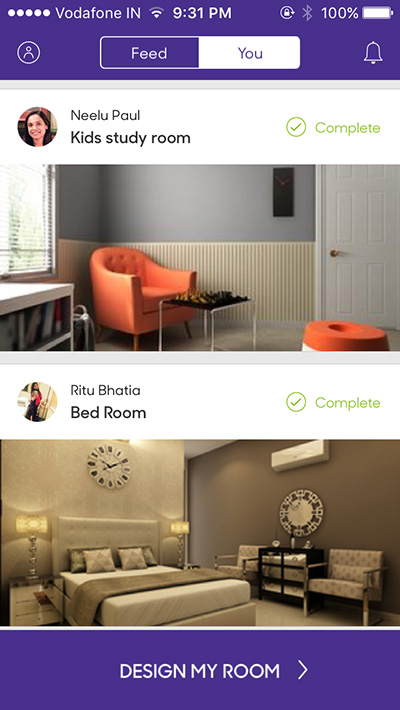 Vodafone IN 9:31 PM 100%
Feed You
Neelu Paul
Kids study room
Complete
Ritu Bhatia
Bed Room
Complete
DESIGN MY ROOM